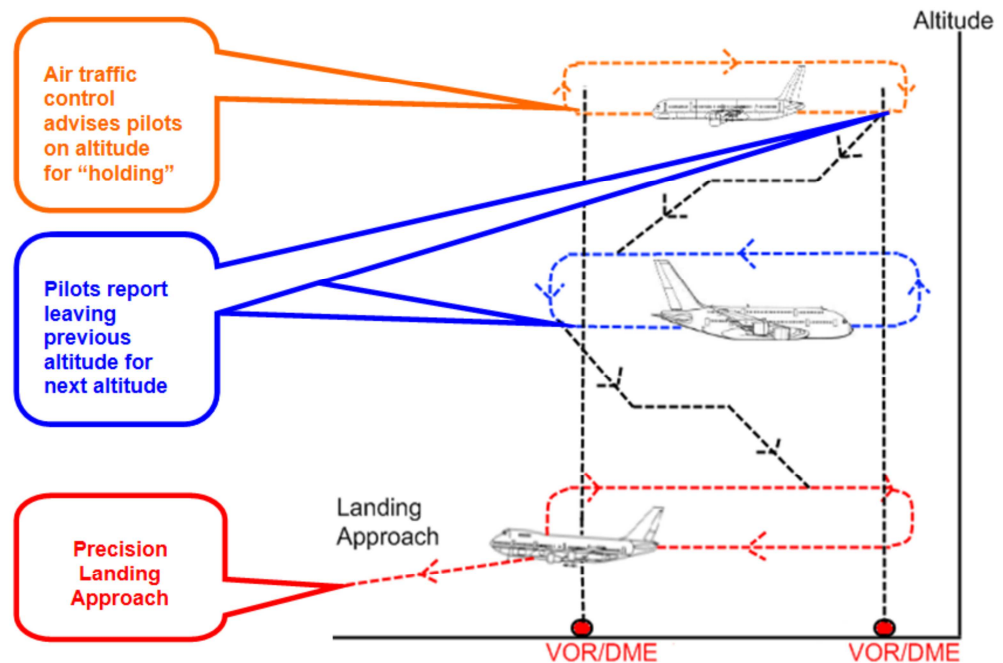 Altitude
Air traffic
control
advises pilots
on altitude
for “holding”
Pilots report
leaving
previous
altitude for
next altitude
Landing
Approach
Precision
Landing
Approach
VOR/DME
VOR/DME